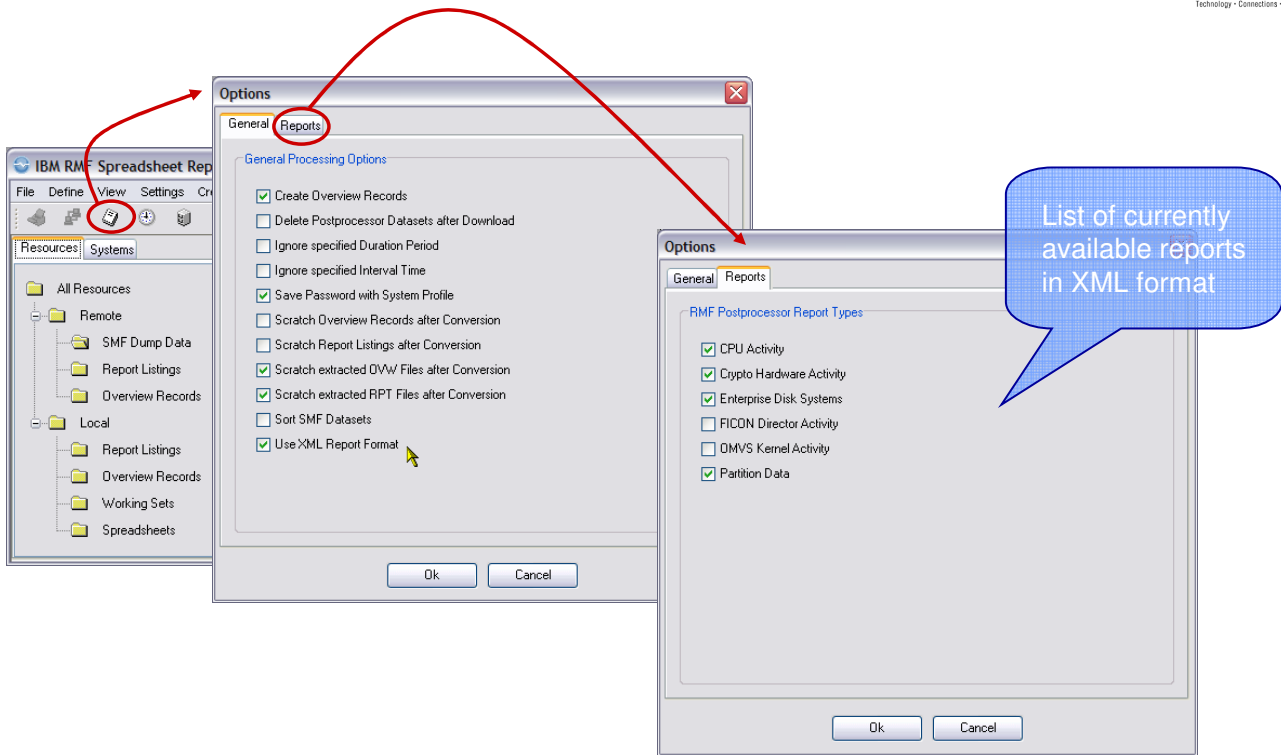 Technology · Connections ·
Options
General Reports
General Processing Options
Create Overview Records
Delete Postprocessor Datasets after Download
Ignore specified Duration Period
Ignore specified Interval Time
Save Password with System Profile
Scratch Overview Records after Conversion
Scratch Report Listings after Conversion
Scratch extracted OVW Files after Conversion
Scratch extracted RPT Files after Conversion
Sort SMF Datasets
Use XML Report Format
Ok Cancel
IBM RMF Spreadsheet Rep
File Define View Settings Cr
Resources Systems
All Resources
Remote
SMF Dump Data
Report Listings
Overview Records
Local
Report Listings
Overview Records
Working Sets
Spreadsheets
Options
General Reports
RMF Postprocessor Report Types
CPU Activity
Crypto Hardware Activity
Enterprise Disk Systems
FICON Director Activity
OMVS Kernel Activity
Partition Data
Ok Cancel
List of currently
available reports
in XML format